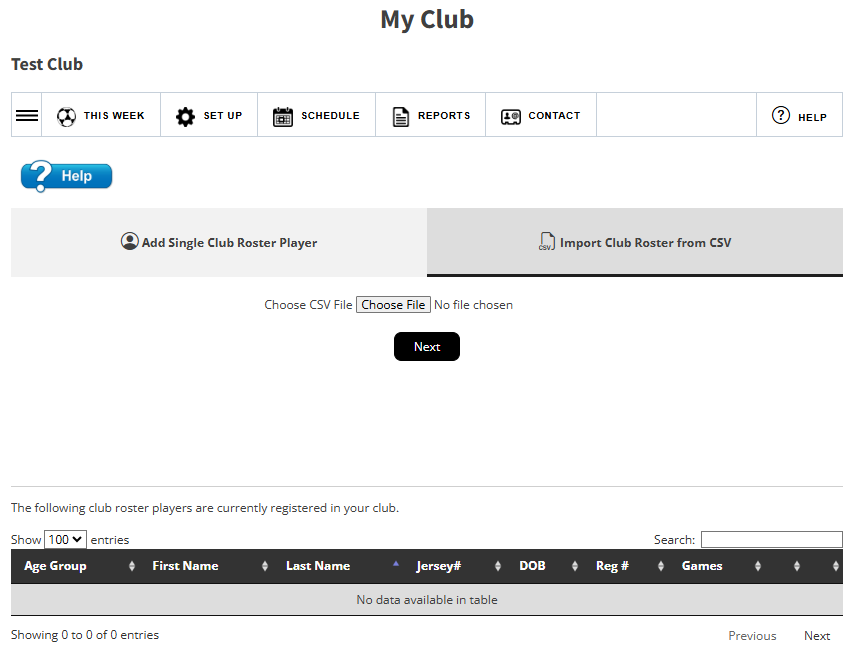 My Club
Test Club
THIS WEEK SET UP SCHEDULE REPORTS CONTACT ? HELP
? Help
Add Single Club Roster Player CSV Import Club Roster from CSV
Choose CSV File Choose File No file chosen
Next
The following club roster players are currently registered in your club.
Show 100 entries Search:
Age Group First Name Last Name Jersey# DOB Reg # Games
No data available in table
Showing 0 to 0 of 0 entries Previous Next